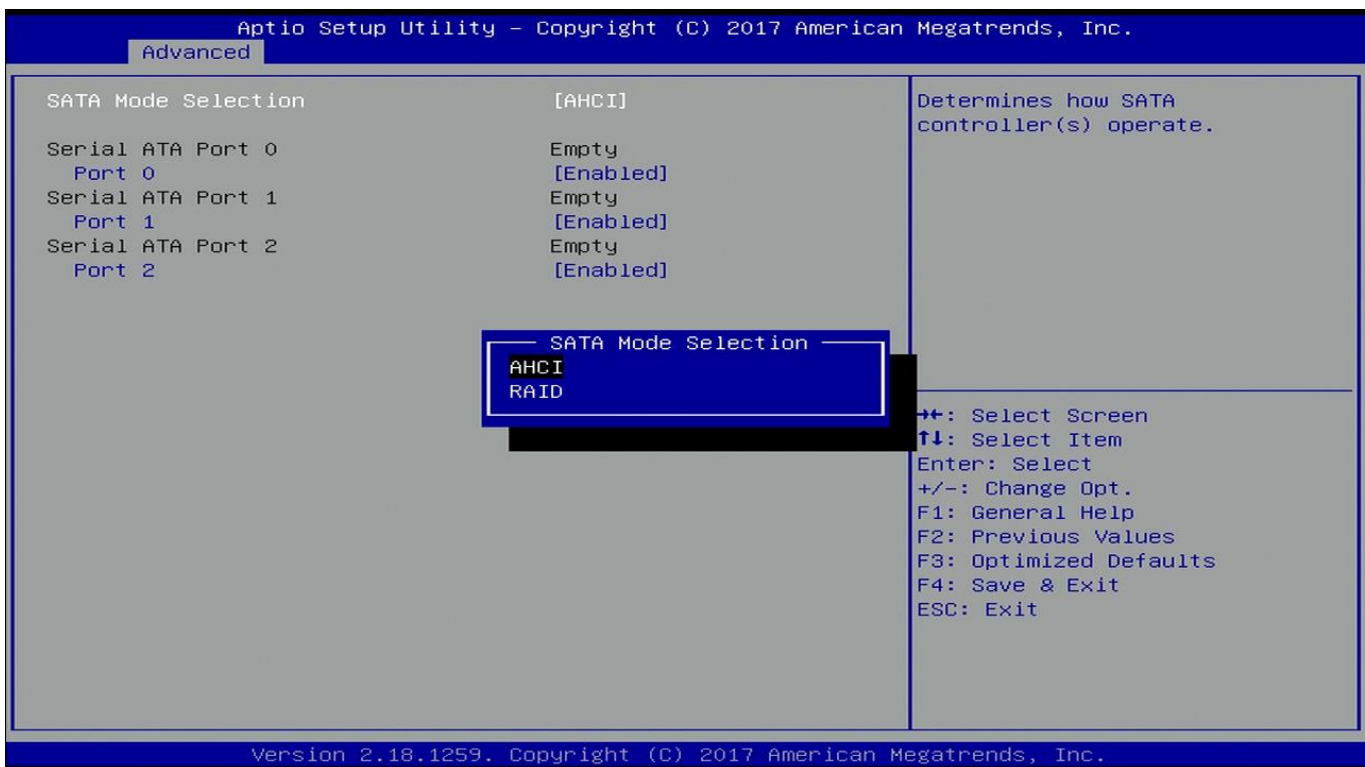 Aptio Setup Utility – Copyright (C) 2017 American Megatrends, Inc.
Advanced
SATA Mode Selection [AHCI]
Serial ATA Port 0 Empty
Port 0 [Enabled]
Serial ATA Port 1 Empty
Port 1 [Enabled]
Serial ATA Port 2 Empty
Port 2 [Enabled]
SATA Mode Selection
AHCI
RAID
Determines how SATA
controller(s) operate.
→←: Select Screen
↑↓: Select Item
Enter: Select
+/-: Change Opt.
F1: General Help
F2: Previous Values
F3: Optimized Defaults
F4: Save & Exit
ESC: Exit
Version 2.18.1259. Copyright (C) 2017 American Megatrends, Inc.